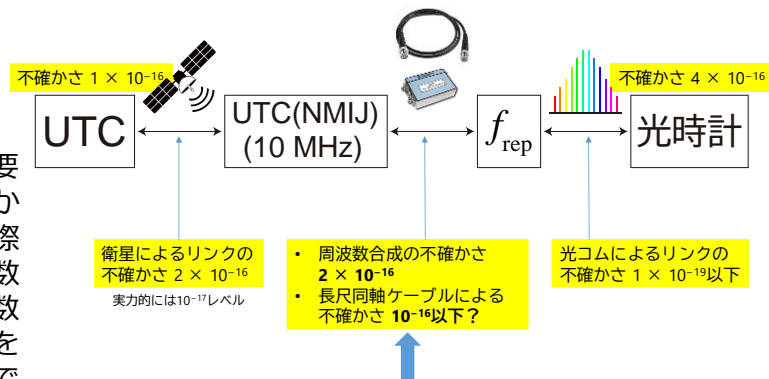 不確かさ 1 × 10⁻¹⁶
不確かさ 4 × 10⁻¹⁶
UTC
UTC(NMIJ)
(10 MHz)
f_rep
光時計
要
か
際
数
数
を
で
衛星によるリンクの
不確かさ 2 × 10⁻¹⁶
実力的には10⁻¹⁷レベル
• 周波数合成の不確かさ
2 × 10⁻¹⁶
• 長尺同軸ケーブルによる
不確かさ 10⁻¹⁶以下？
光コムによるリンクの
不確かさ 1 × 10⁻¹⁹以下